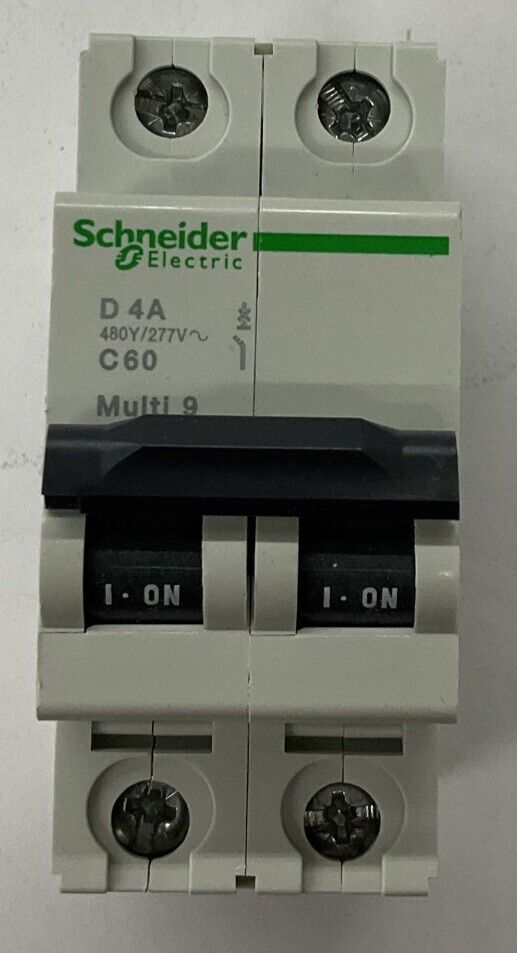 Schneider
Electric
D 4A
480Y/277V~
C60
Multi 9
I · ON I · ON